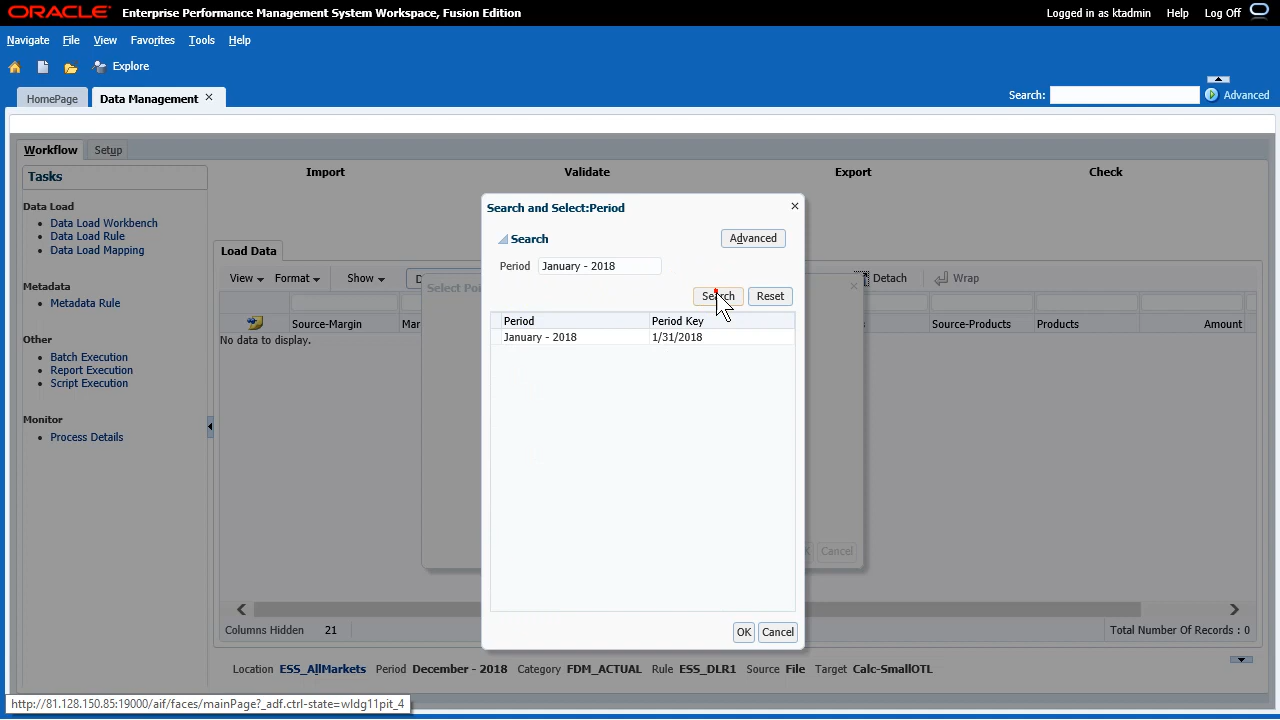 ORACLE Enterprise Performance Management System Workspace, Fusion Edition Logged in as ktadmin Help Log Off
Navigate File View Favorites Tools Help
Explore
HomePage Data Management × Search: Advanced
Workflow Setup
Tasks
Import Validate Export Check
Data Load
Data Load Workbench
Data Load Rule
Data Load Mapping
Metadata
Metadata Rule
Other
Batch Execution
Report Execution
Script Execution
Monitor
Process Details
Load Data
View Format Show Detach Wrap
Source-Margin Mar Source-Products Products Amount
No data to display.
Columns Hidden 21 Total Number Of Records : 0
Search and Select:Period ×
Search Advanced
Period January - 2018
Search Reset
Period Period Key
January - 2018 1/31/2018
OK Cancel
Cancel
Location ESS_AllMarkets Period December - 2018 Category FDM_ACTUAL Rule ESS_DLR1 Source File Target Calc-SmallOTL
http://81.128.150.85:19000/aif/faces/mainPage?_adf.ctrl-state=wldg11pit_4